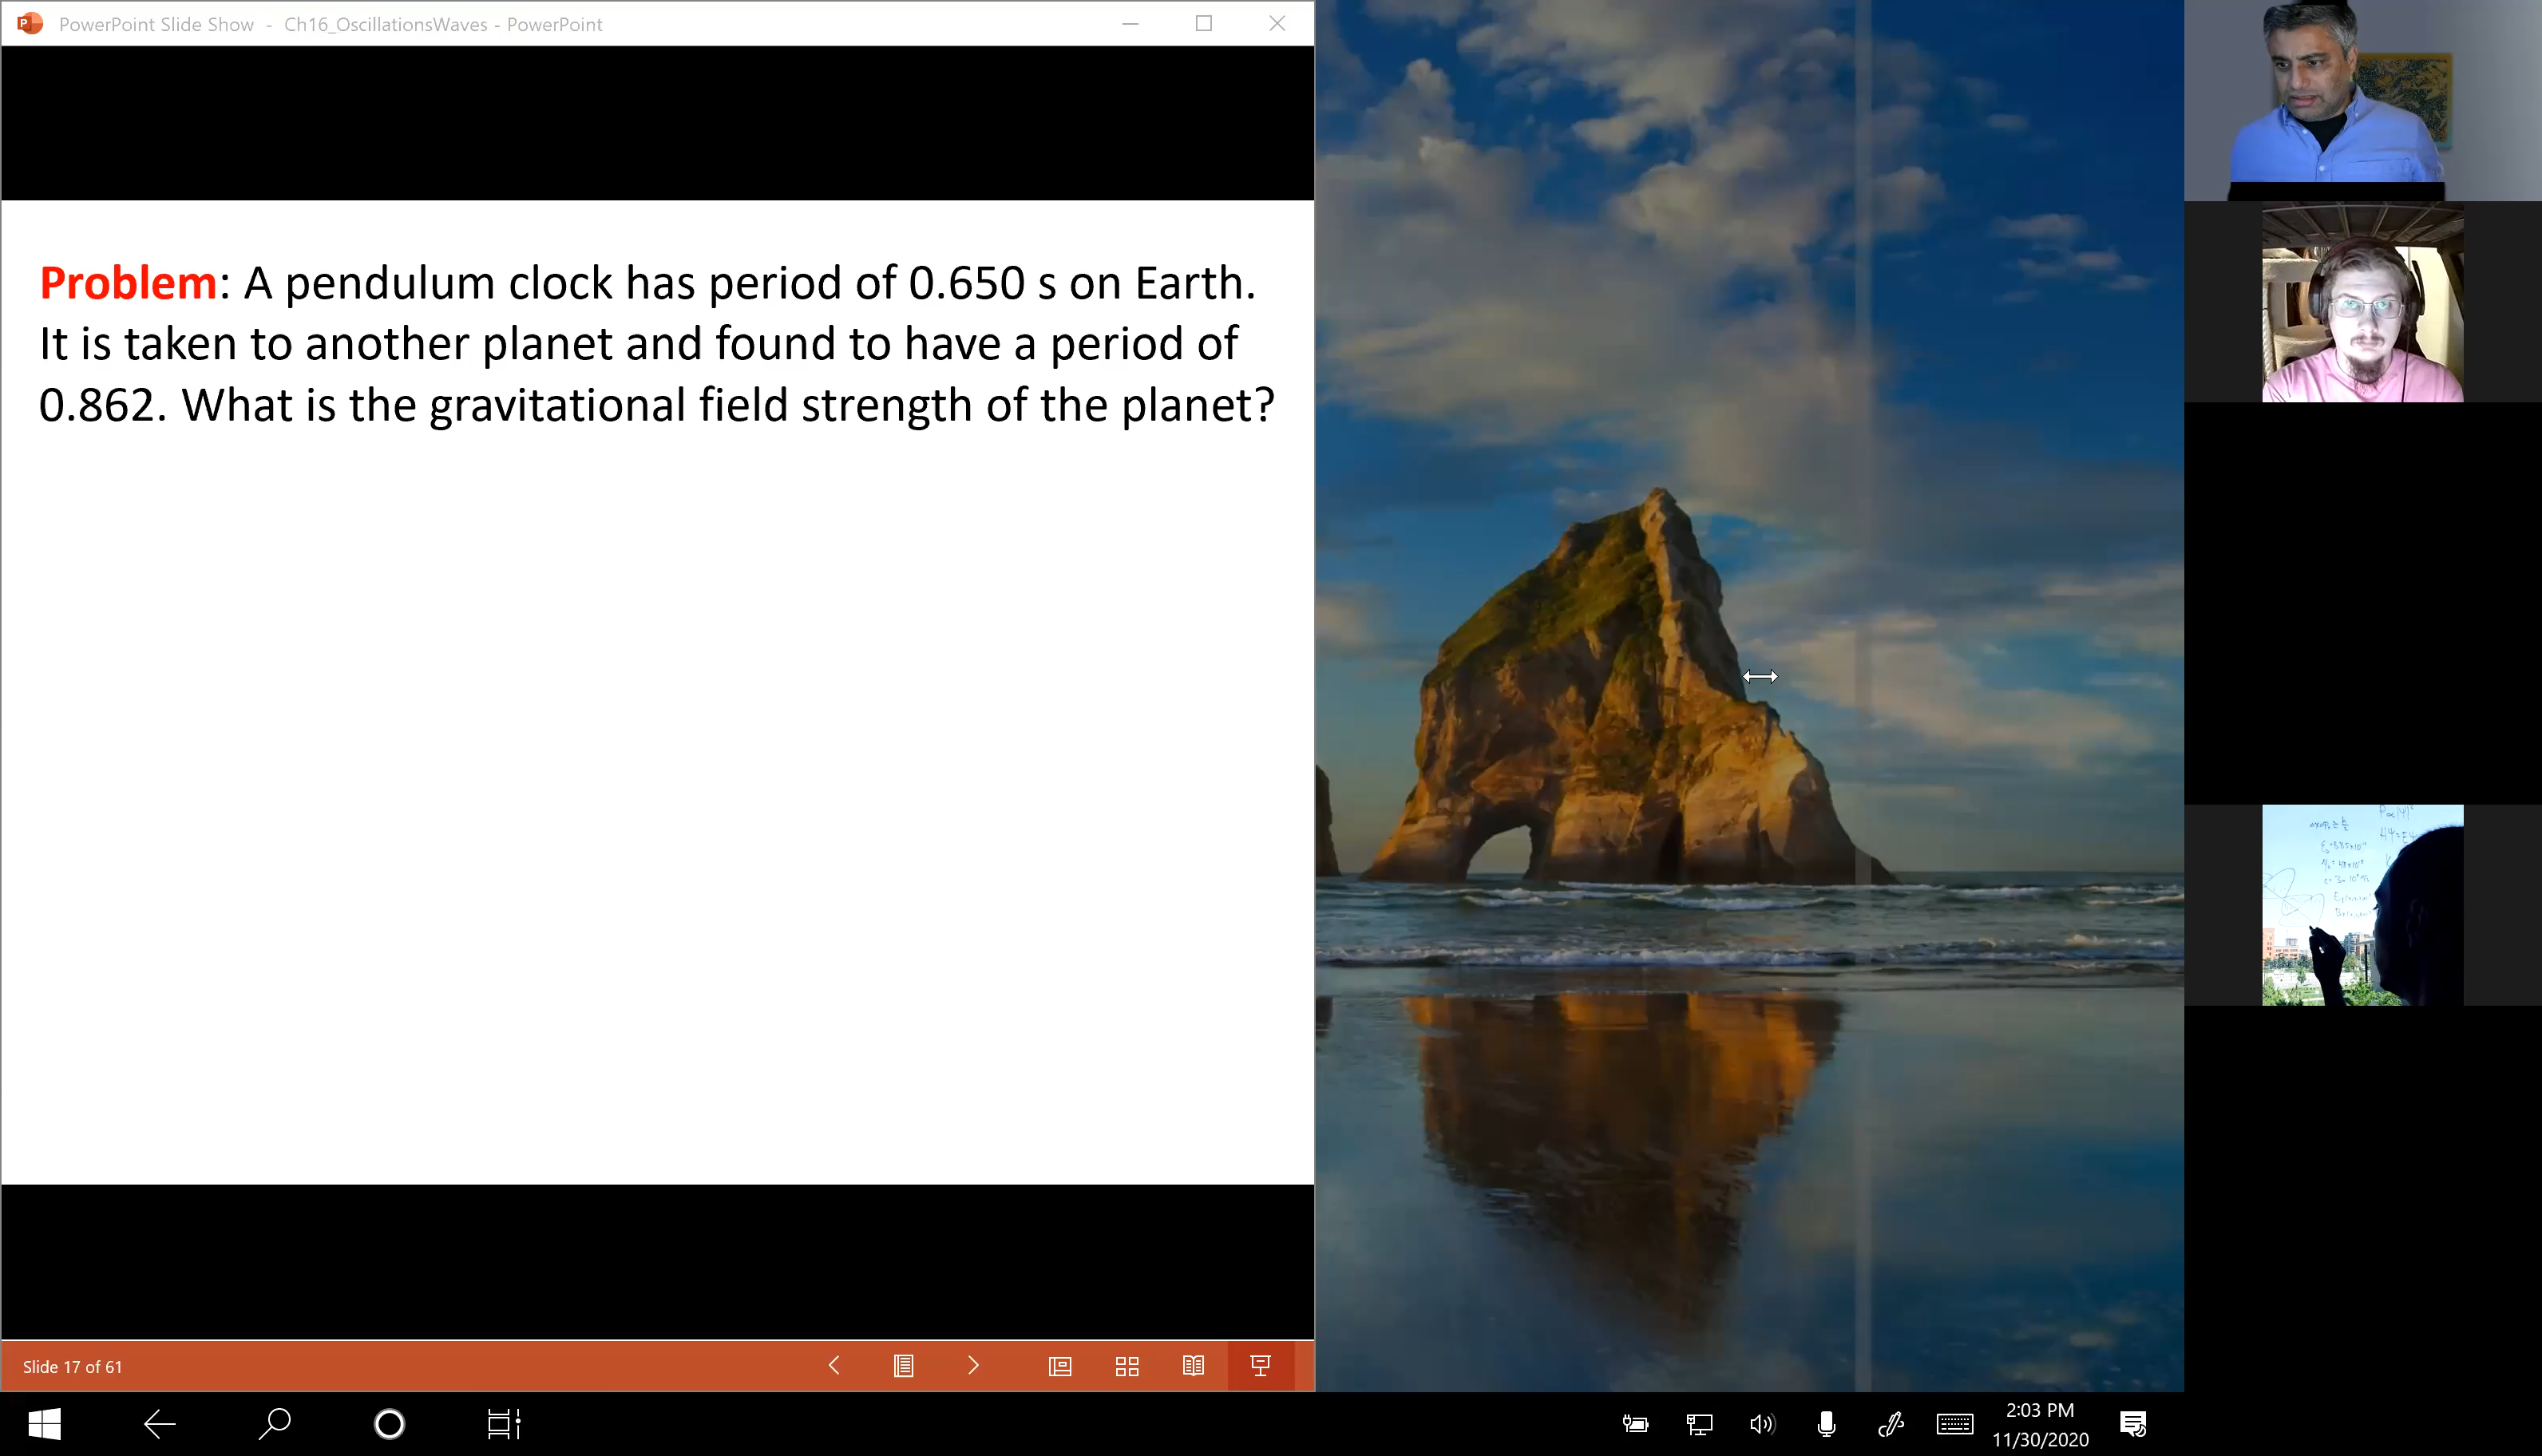 PowerPoint Slide Show - Ch16_OscillationsWaves - PowerPoint
Problem: A pendulum clock has period of 0.650 s on Earth.
It is taken to another planet and found to have a period of
0.862. What is the gravitational field strength of the planet?
Slide 17 of 61
2:03 PM
11/30/2020